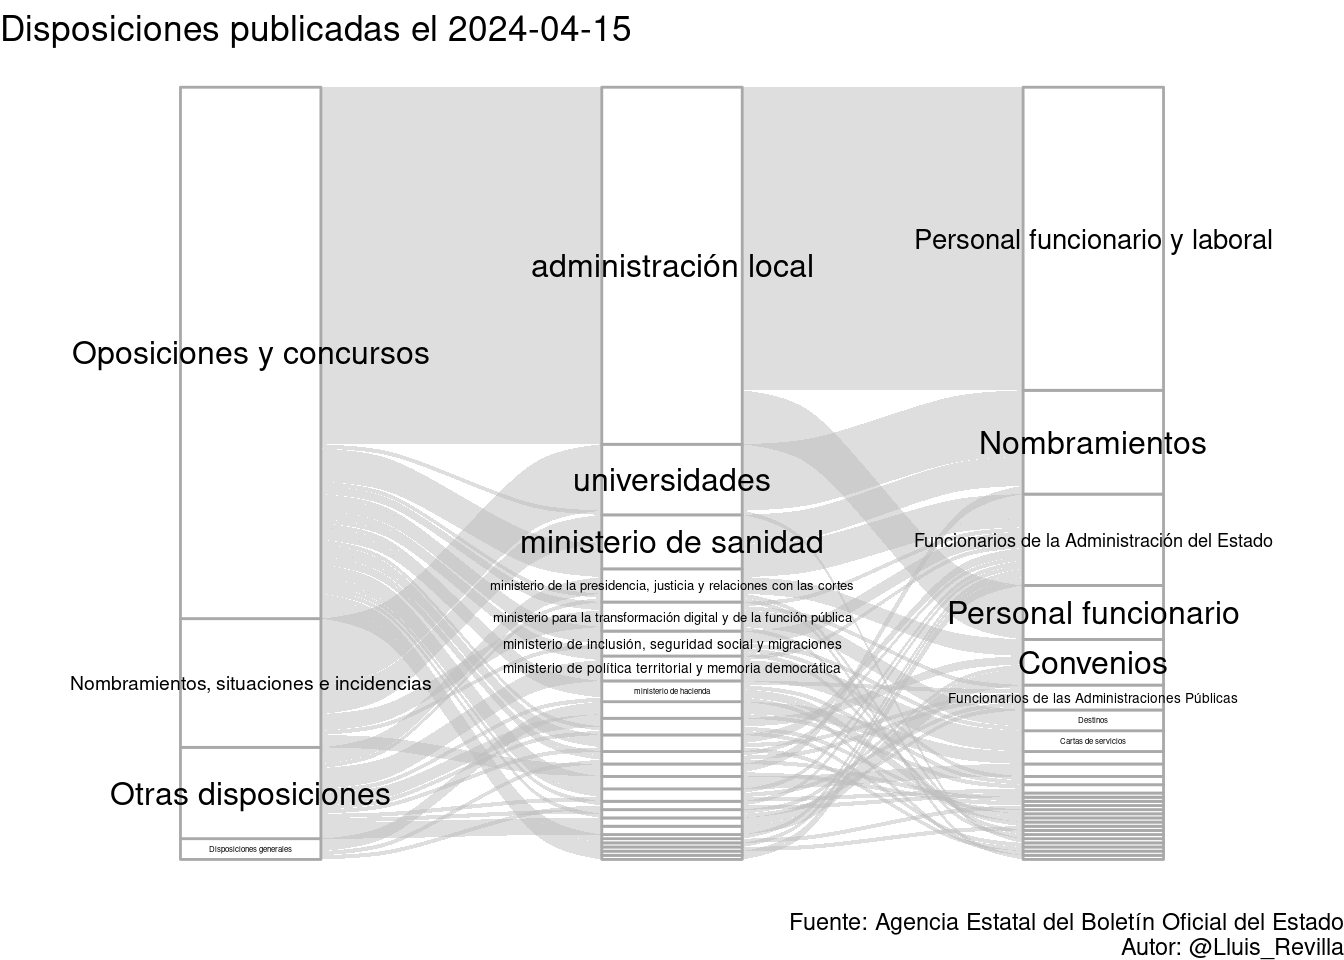 Disposiciones publicadas el 2024-04-15
Oposiciones y concursos
Nombramientos, situaciones e incidencias
Otras disposiciones
Disposiciones generales
administración local
universidades
ministerio de sanidad
ministerio de la presidencia, justicia y relaciones con las cortes
ministerio para la transformación digital y de la función pública
ministerio de inclusión, seguridad social y migraciones
ministerio de política territorial y memoria democrática
ministerio de hacienda
Personal funcionario y laboral
Nombramientos
Funcionarios de la Administración del Estado
Personal funcionario
Convenios
Funcionarios de las Administraciones Públicas
Destinos
Cartas de servicios
Fuente: Agencia Estatal del Boletín Oficial del Estado
Autor: @Lluis_Revilla